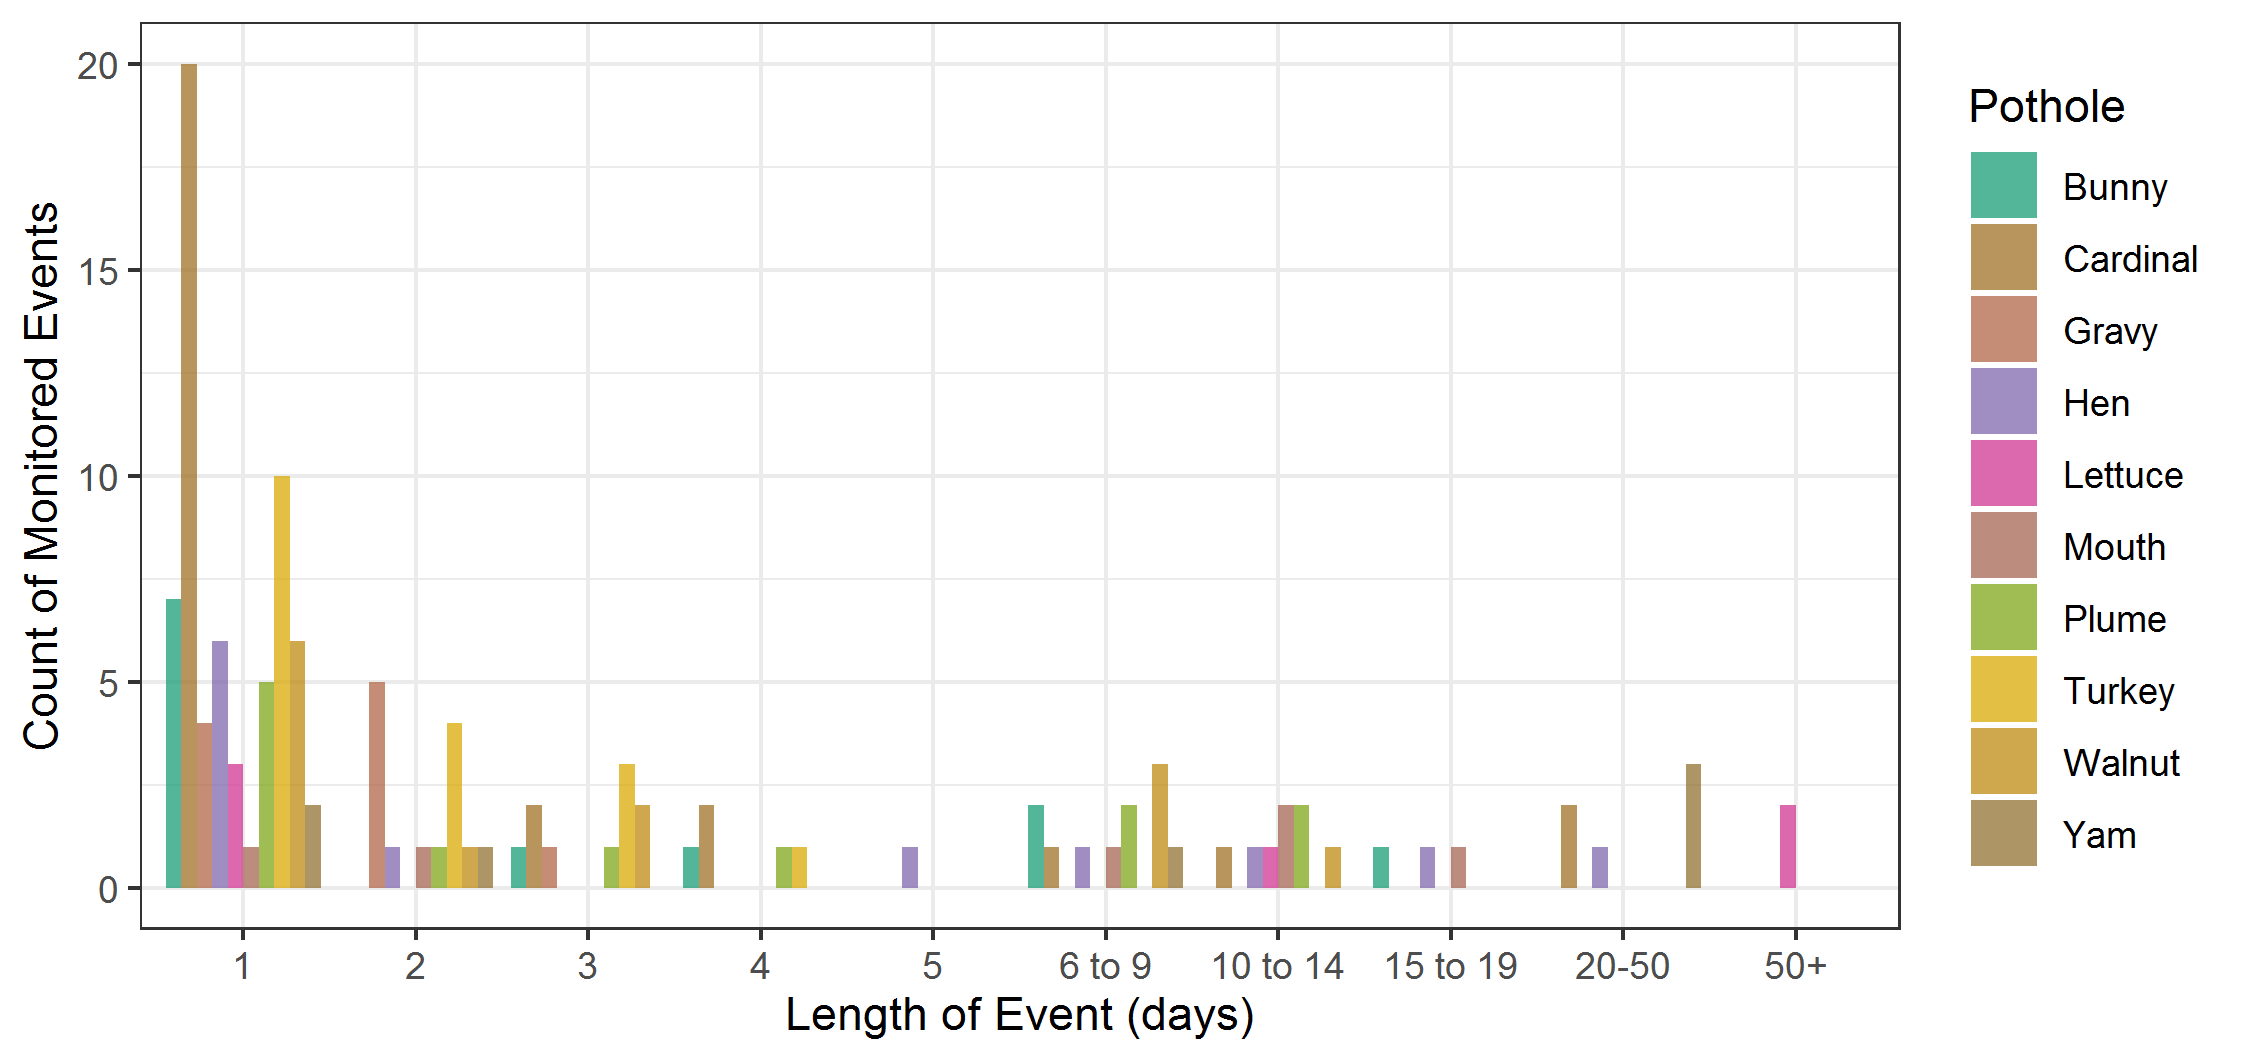 Count of Monitored Events
20
15
10
5
0
1 2 3 4 5 6 to 9 10 to 14 15 to 19 20-50 50+
Length of Event (days)
Pothole
Bunny
Cardinal
Gravy
Hen
Lettuce
Mouth
Plume
Turkey
Walnut
Yam